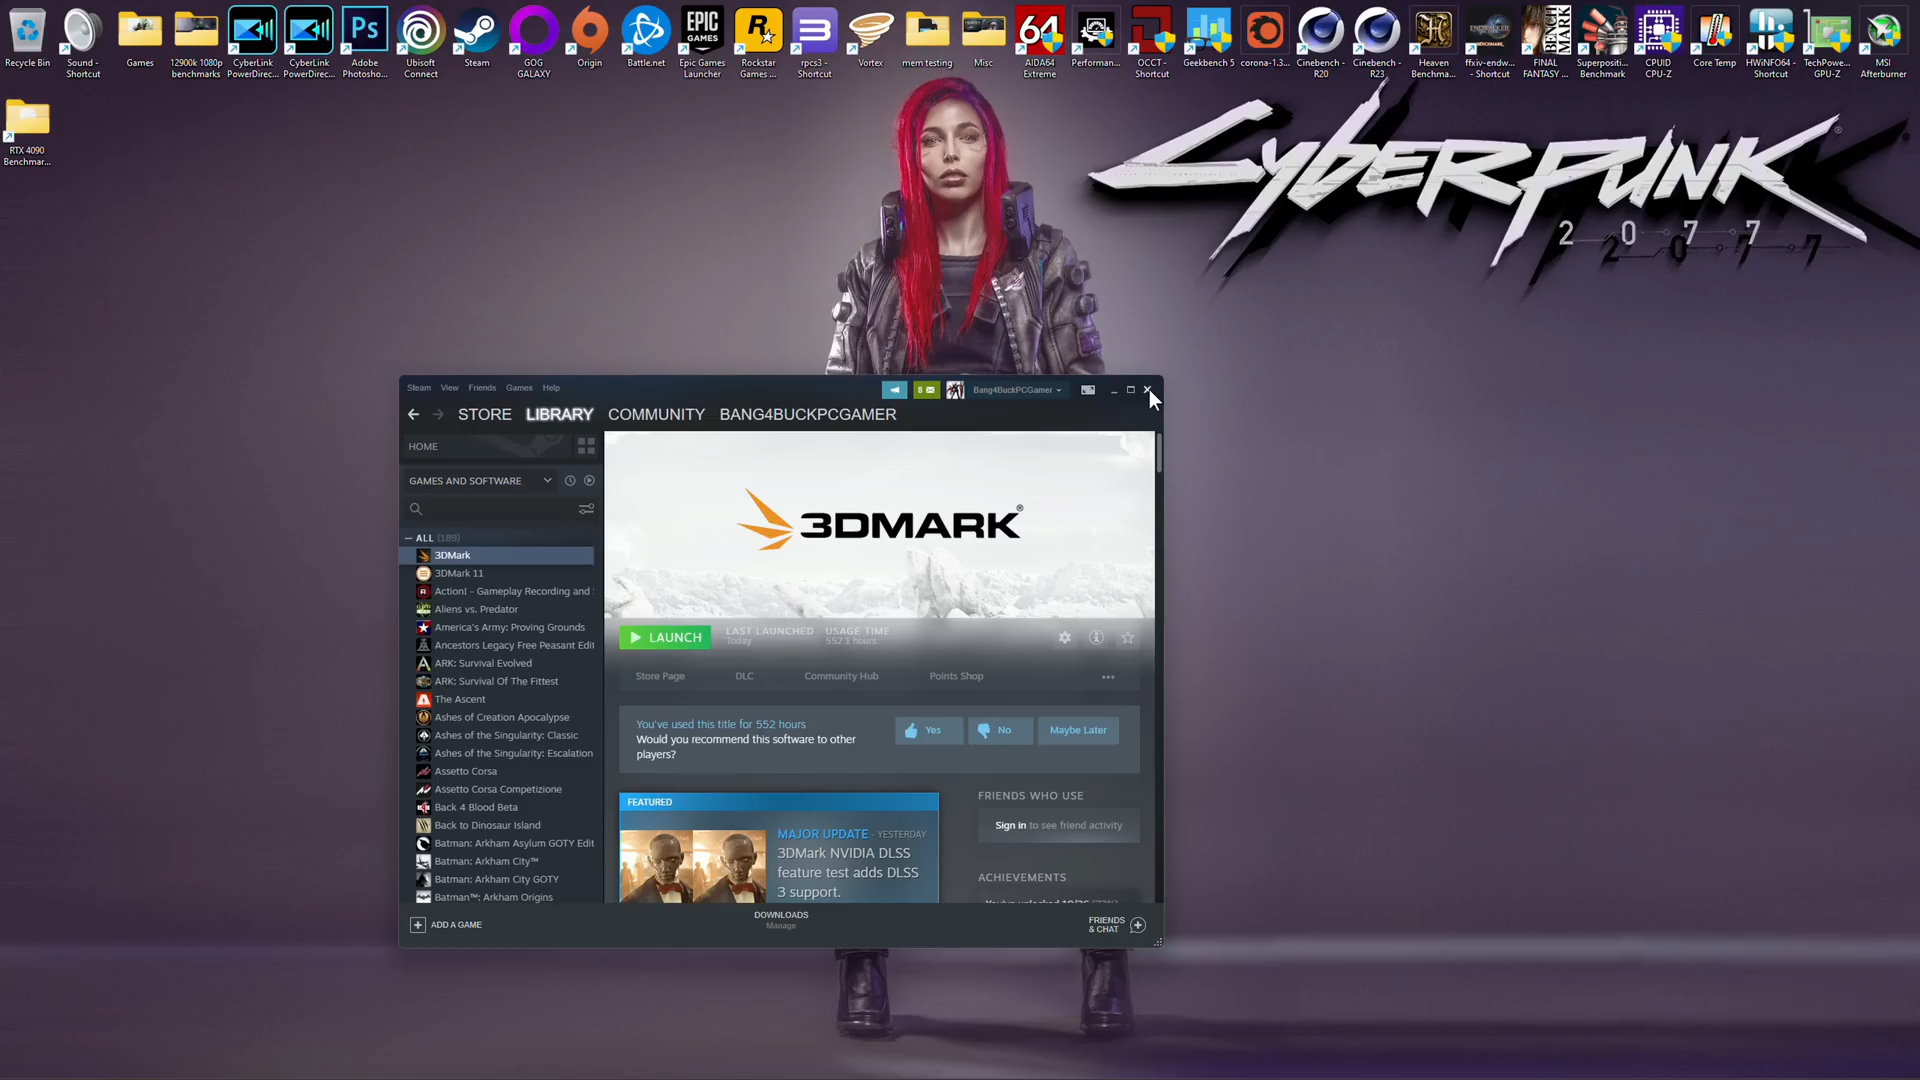 Recycle Bin
Sound - Shortcut
Games
12900k 1080p benchmarks
CyberLink PowerDirec...
CyberLink PowerDirec...
Adobe Photosho...
Ubisoft Connect
Steam
GOG GALAXY
Origin
Battle.net
Epic Games Launcher
Rockstar Games ...
rpcs3 - Shortcut
Vortex
mem testing
Misc
AIDA64 Extreme
Performan...
OCCT - Shortcut
Geekbench 5
corona-1.3...
Cinebench - R20
Cinebench - R23
Heaven Benchma...
ffxiv-endw... - Shortcut
FINAL FANTASY ...
Superpositi... Benchmark
CPUID CPU-Z
Core Temp
HWiNFO64 - Shortcut
TechPowe... GPU-Z
MSI Afterburner
RTX 4090 Benchmar...
Cyberpunk
2077
Steam View Friends Games Help
8
Bang4BuckPCGamer
STORE LIBRARY COMMUNITY BANG4BUCKPCGAMER
HOME
GAMES AND SOFTWARE
ALL (189)
3DMark
3DMark 11
Action! - Gameplay Recording and
Aliens vs. Predator
America's Army: Proving Grounds
Ancestors Legacy Free Peasant Edit
ARK: Survival Evolved
ARK: Survival Of The Fittest
The Ascent
Ashes of Creation Apocalypse
Ashes of the Singularity: Classic
Ashes of the Singularity: Escalation
Assetto Corsa
Assetto Corsa Competizione
Back 4 Blood Beta
Back to Dinosaur Island
Batman: Arkham Asylum GOTY Edit
Batman: Arkham City™
Batman: Arkham City GOTY
Batman™: Arkham Origins
3DMARK®
LAUNCH
LAST LAUNCHED
Today
USAGE TIME
552.1 hours
Store Page DLC Community Hub Points Shop
You've used this title for 552 hours
Would you recommend this software to other
players?
Yes No Maybe Later
FEATURED
MAJOR UPDATE - YESTERDAY
3DMark NVIDIA DLSS
feature test adds DLSS
3 support.
FRIENDS WHO USE
Sign in to see friend activity
ACHIEVEMENTS
ADD A GAME
DOWNLOADS
Manage
FRIENDS
& CHAT